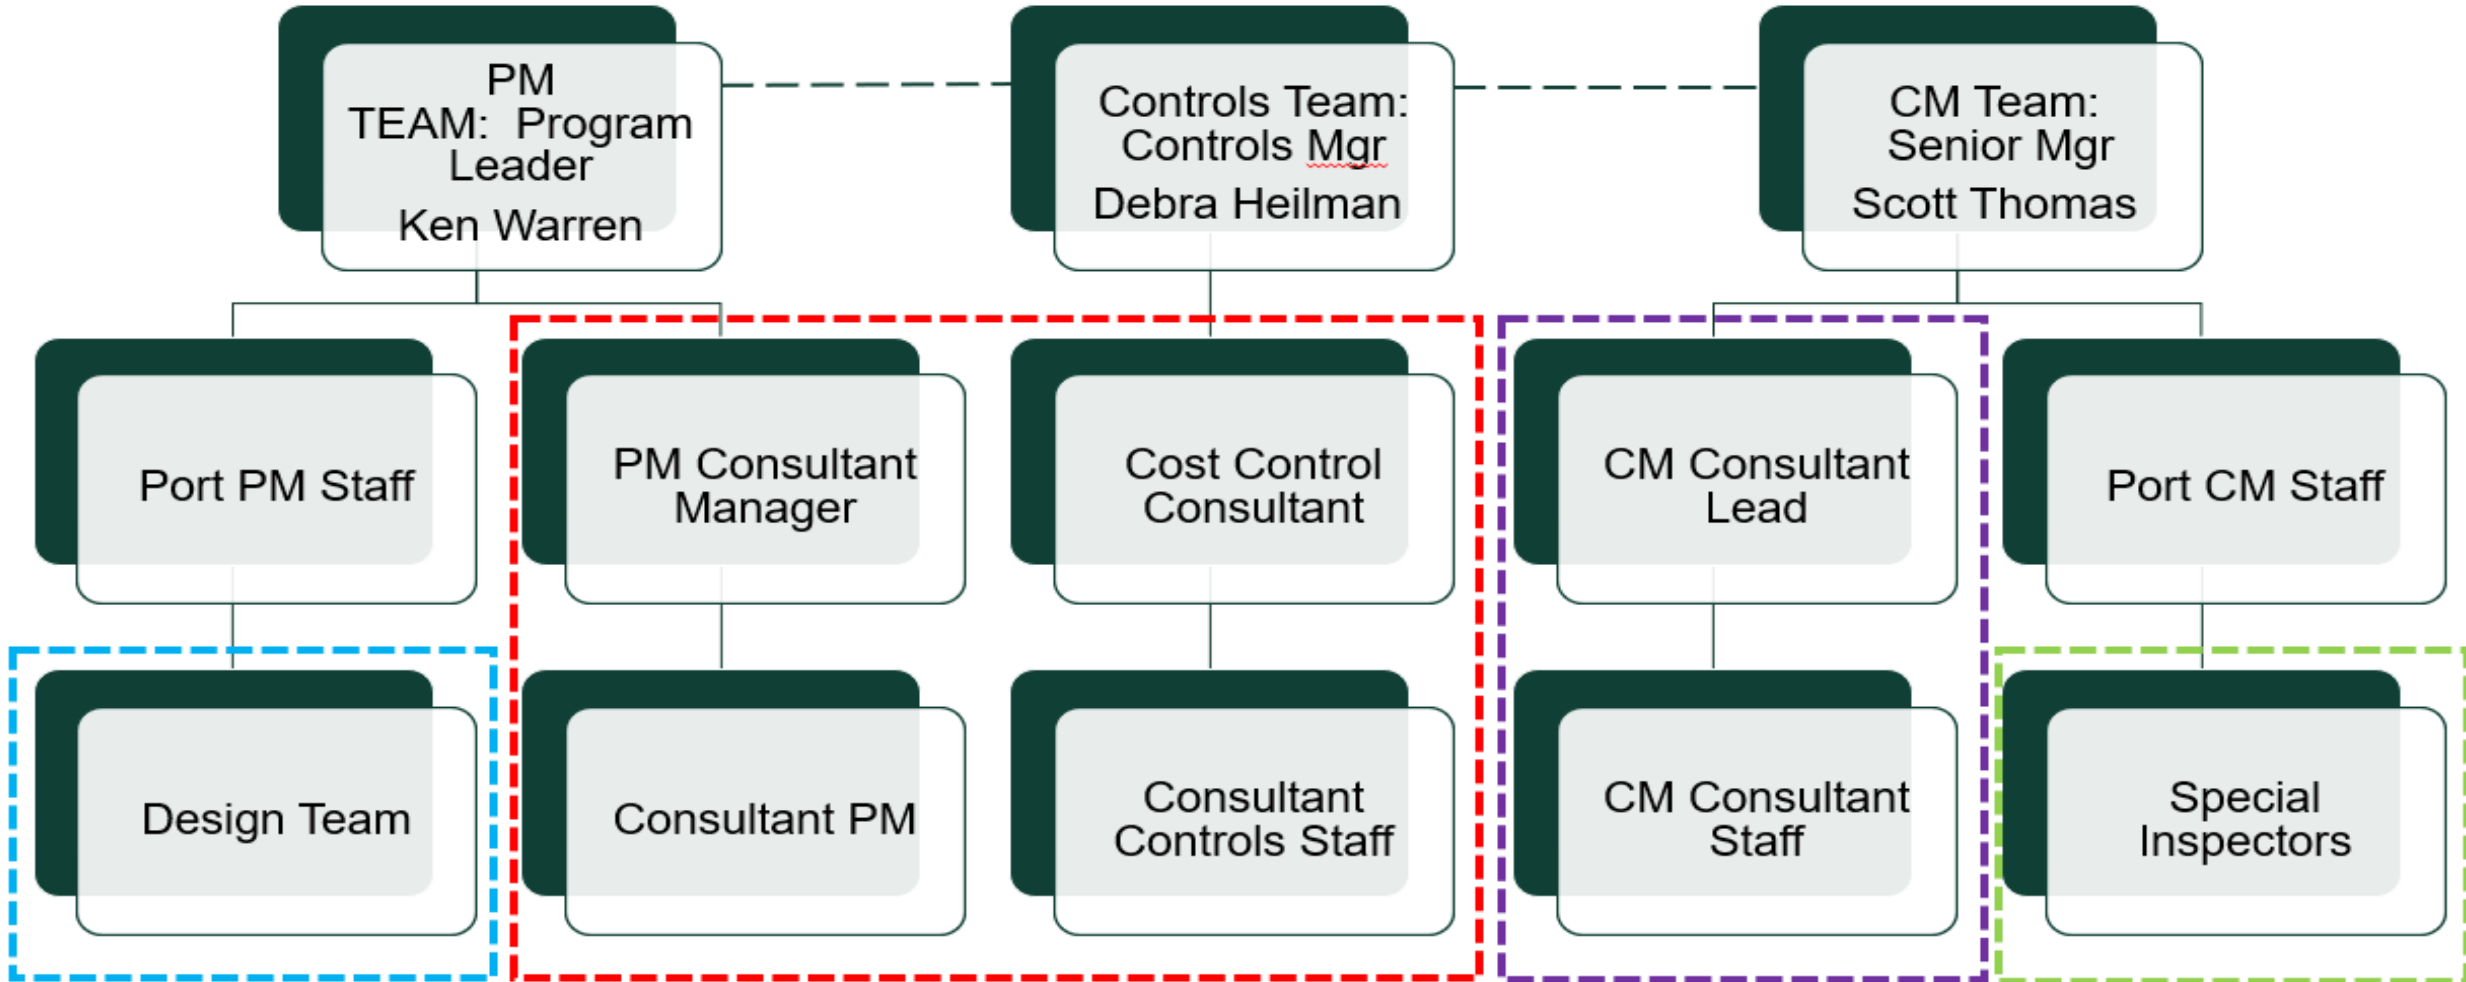 PM
TEAM:  Program
Leader
Ken Warren
Controls Team:
Controls Mgr
Debra Heilman
CM Team:
Senior Mgr
Scott Thomas
Port PM Staff
PM Consultant
Manager
Cost Control
Consultant
CM Consultant
Lead
Port CM Staff
Design Team
Consultant PM
Consultant
Controls Staff
CM Consultant
Staff
Special
Inspectors